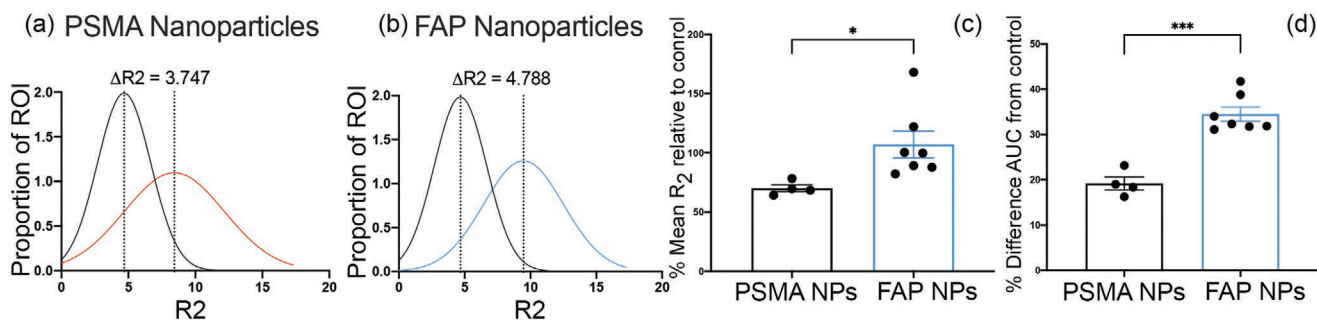 (a) PSMA Nanoparticles
ΔR2 = 3.747
Proportion of ROI
2.0
1.5
1.0
0.5
0.0
0 5 10 15 20
R2
(b) FAP Nanoparticles
ΔR2 = 4.788
Proportion of ROI
2.0
1.5
1.0
0.5
0.0
0 5 10 15 20
R2
(c)
% Mean R2 relative to control
200
150
100
50
0
*
PSMA NPs FAP NPs
(d)
% Difference AUC from control
50
40
30
20
10
0
***
PSMA NPs FAP NPs